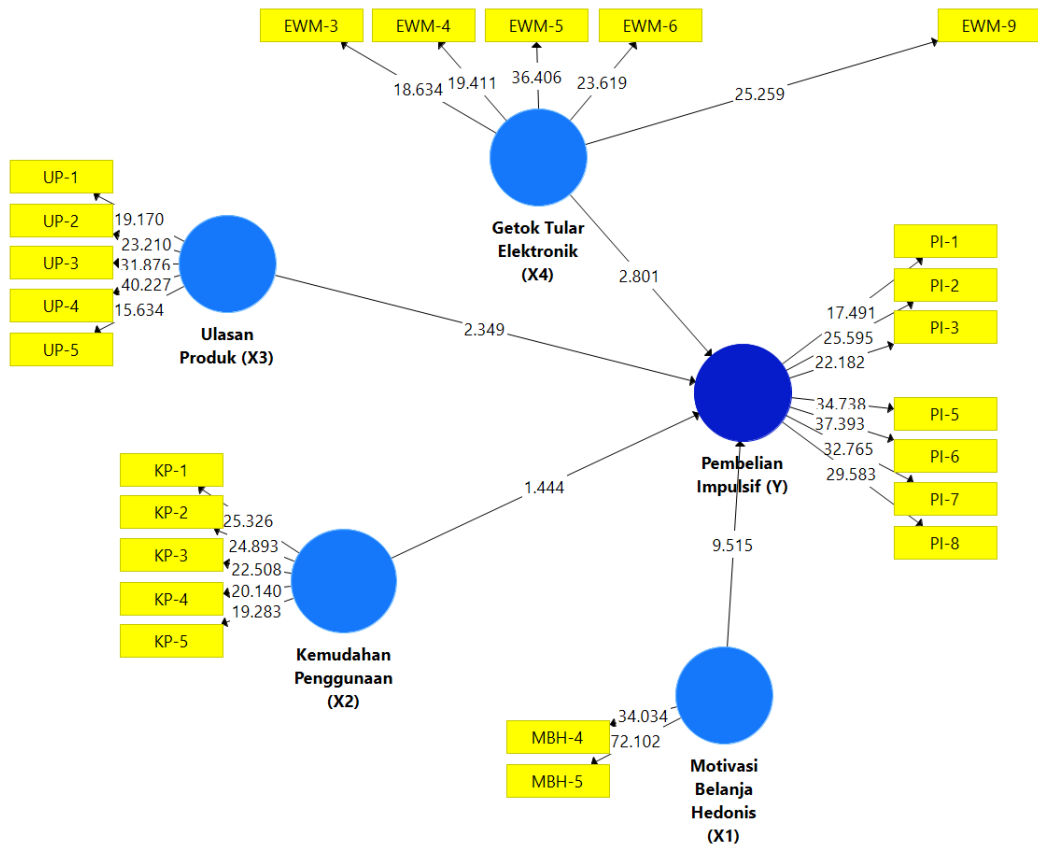 EWM-3
EWM-4
EWM-5
EWM-6
EWM-9
18.634
19.411
36.406
23.619
25.259
Getok Tular
Elektronik
(X4)
2.801
UP-1
UP-2
UP-3
UP-4
UP-5
19.170
23.210
31.876
40.227
15.634
Ulasan
Produk (X3)
2.349
PI-1
PI-2
PI-3
PI-5
PI-6
PI-7
PI-8
17.491
25.595
22.182
34.738
37.393
32.765
29.583
Pembelian
Impulsif (Y)
KP-1
KP-2
KP-3
KP-4
KP-5
25.326
24.893
22.508
20.140
19.283
Kemudahan
Penggunaan
(X2)
1.444
9.515
MBH-4
MBH-5
34.034
72.102
Motivasi
Belanja
Hedonis
(X1)